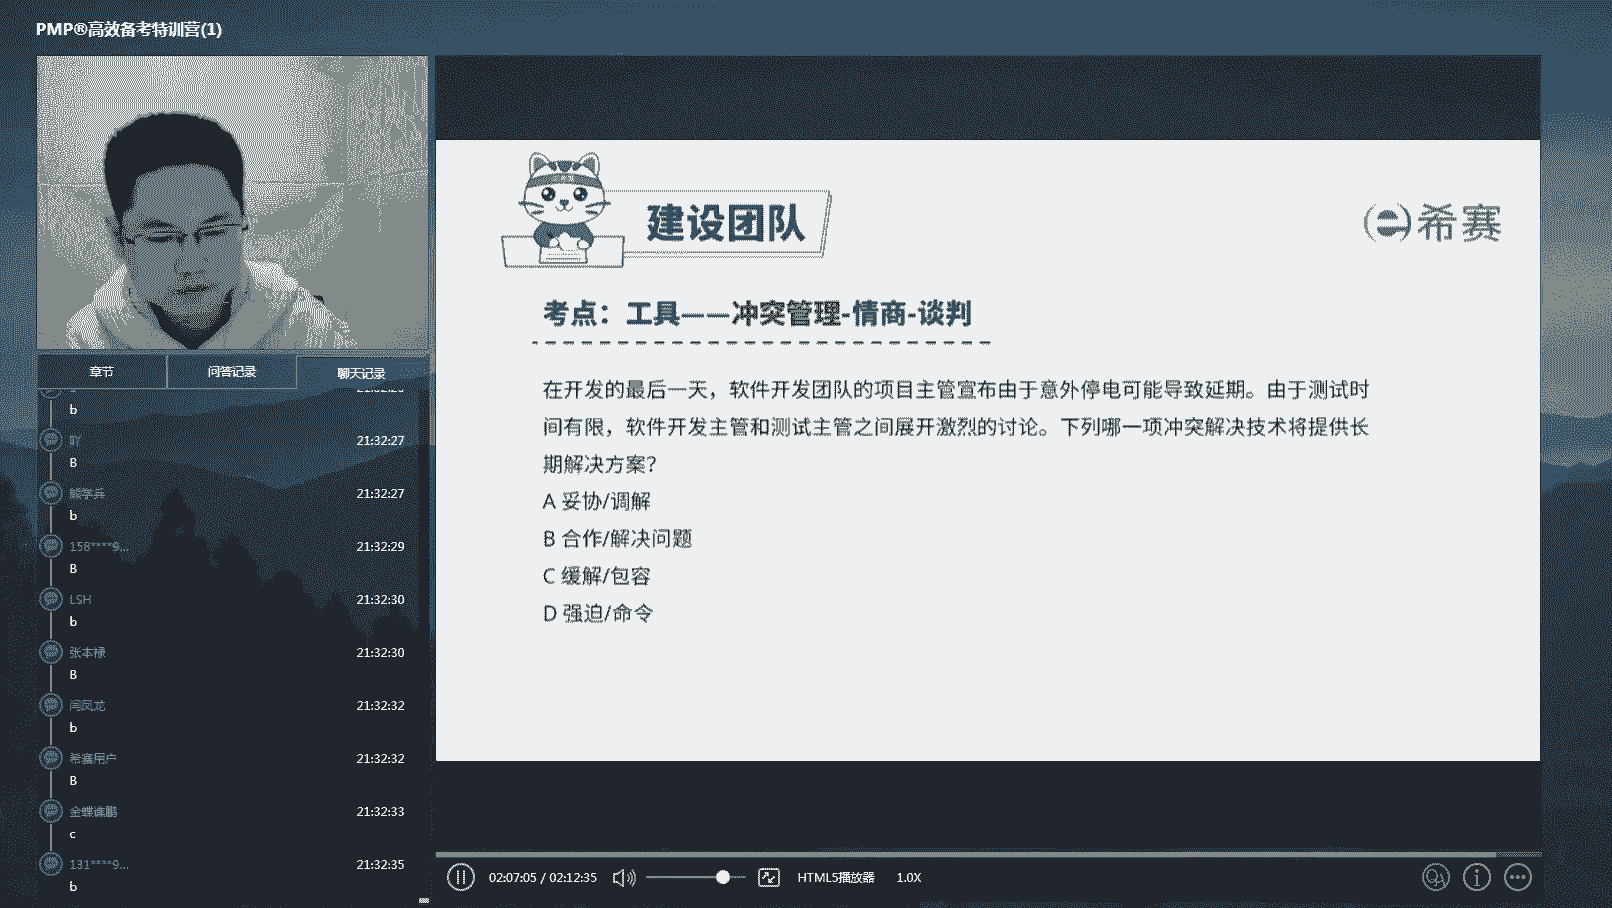 PMP®高效备考特训营(1)
章节
问答记录
聊天记录
b
吖
21:32:27
B
熊学兵
21:32:27
b
158****9...
21:32:29
B
LSH
21:32:30
b
张本禄
21:32:30
B
闫凤龙
21:32:32
b
希赛用户
21:32:32
B
金蝶谯鹏
21:32:33
c
131****9...
21:32:35
b
建设团队
希赛
考点：工具——冲突管理-情商-谈判
在开发的最后一天，软件开发团队的项目主管宣布由于意外停电可能导致延期。由于测试时
间有限，软件开发主管和测试主管之间展开激烈的讨论。下列哪一项冲突解决技术将提供长
期解决方案？
A 妥协/调解
B 合作/解决问题
C 缓解/包容
D 强迫/命令
02:07:05 / 02:12:35
HTML5播放器
1.0X